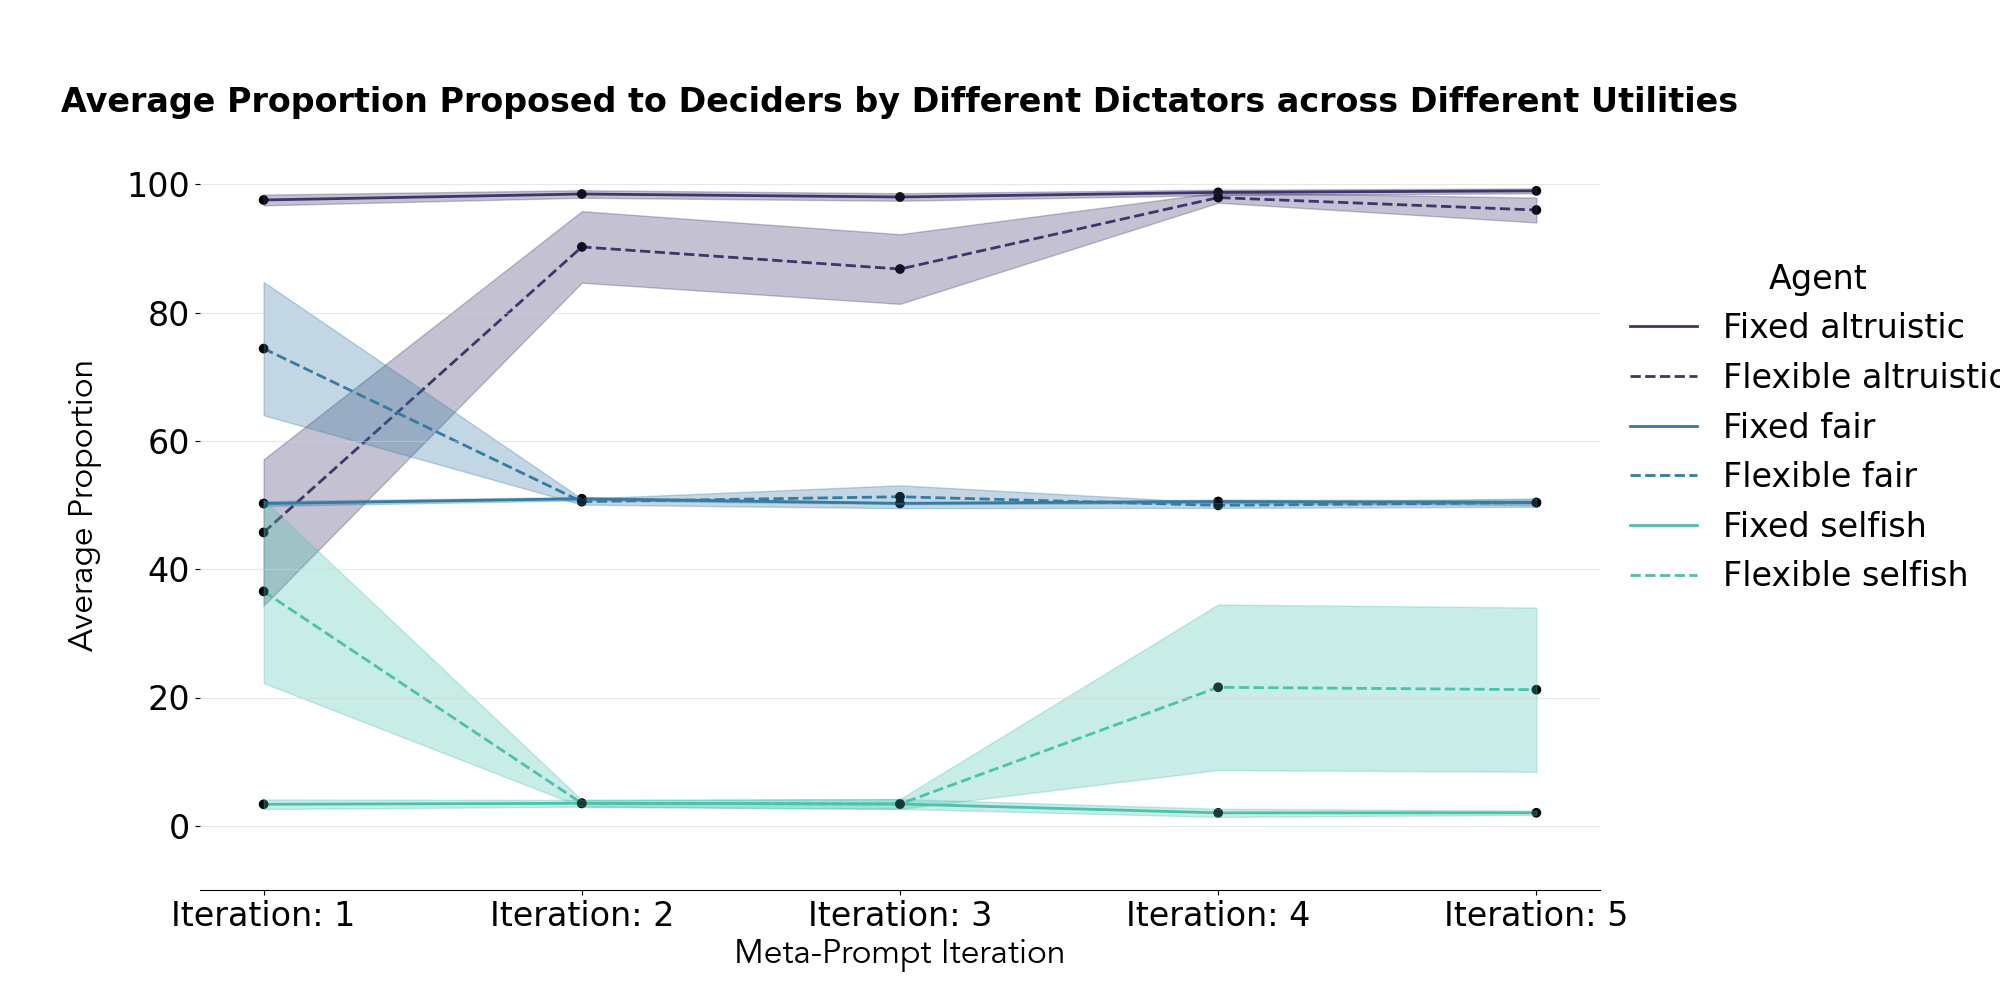 Average Proportion Proposed to Deciders by Different Dictators across Different Utilities
100
80
60
40
20
0
Average Proportion
Iteration: 1
Iteration: 2
Iteration: 3
Iteration: 4
Iteration: 5
Meta-Prompt Iteration
Agent
Fixed altruistic
Flexible altruistic
Fixed fair
Flexible fair
Fixed selfish
Flexible selfish